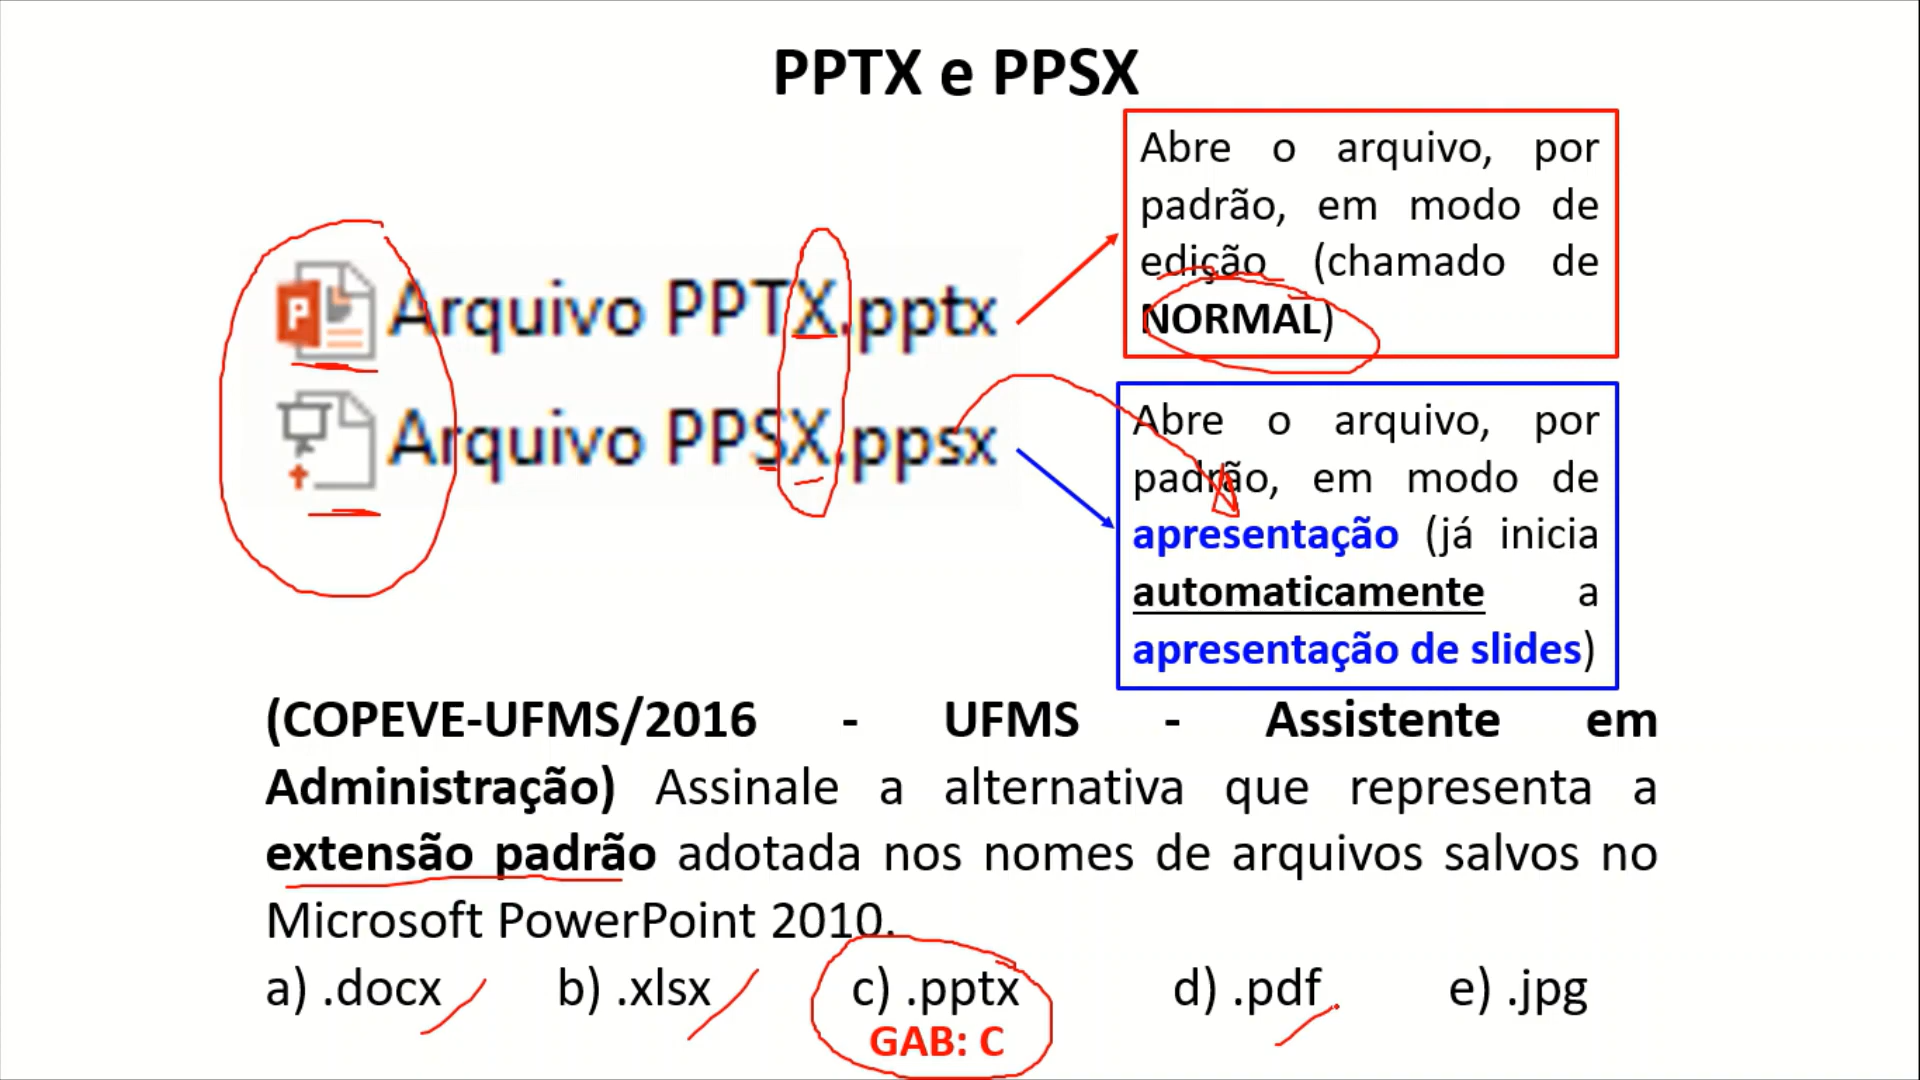 PPTX e PPSX
Abre o arquivo, por
padrão, em modo de
edição (chamado de
NORMAL)
Arquivo PPTX.pptx
Arquivo PPSX.ppsx
Abre o arquivo, por
padrão, em modo de
apresentação (já inicia
automaticamente a
apresentação de slides)
(COPEVE-UFMS/2016 - UFMS - Assistente em
Administração) Assinale a alternativa que representa a
extensão padrão adotada nos nomes de arquivos salvos no
Microsoft PowerPoint 2010.
a) .docx b) .xlsx c) .pptx d) .pdf e) .jpg
GAB: C